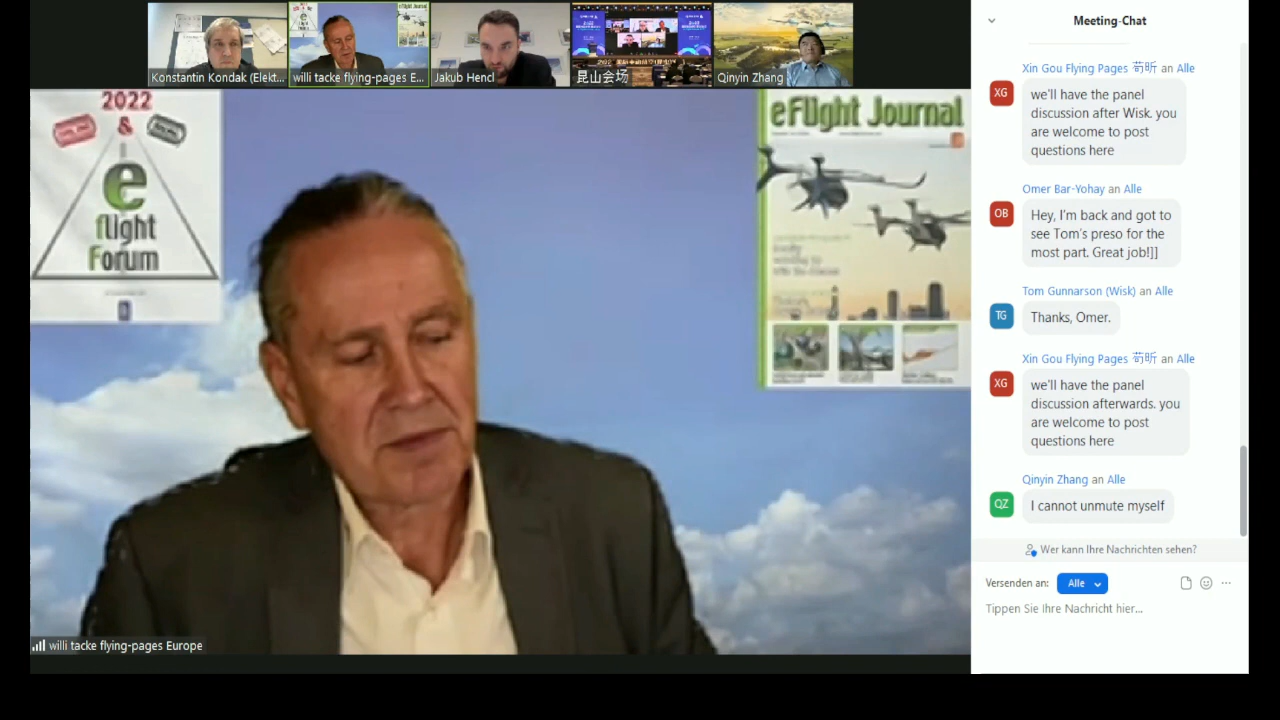 Konstantin Kondak (Elekt...
willi tacke flying-pages E...
Jakub Hencl
昆山会场
Qinyin Zhang
2022
&
e
flight
Forum
eFlight Journal
willi tacke flying-pages Europe
Meeting-Chat
Xin Gou Flying Pages 苟昕 an Alle
XG
we'll have the panel
discussion after Wisk. you
are welcome to post
questions here
Omer Bar-Yohay an Alle
OB
Hey, I'm back and got to
see Tom's preso for the
most part. Great job!]]
Tom Gunnarson (Wisk) an Alle
TG
Thanks, Omer.
Xin Gou Flying Pages 苟昕 an Alle
XG
we'll have the panel
discussion afterwards. you
are welcome to post
questions here
Qinyin Zhang an Alle
QZ
I cannot unmute myself
Wer kann Ihre Nachrichten sehen?
Versenden an: Alle
Tippen Sie Ihre Nachricht hier...